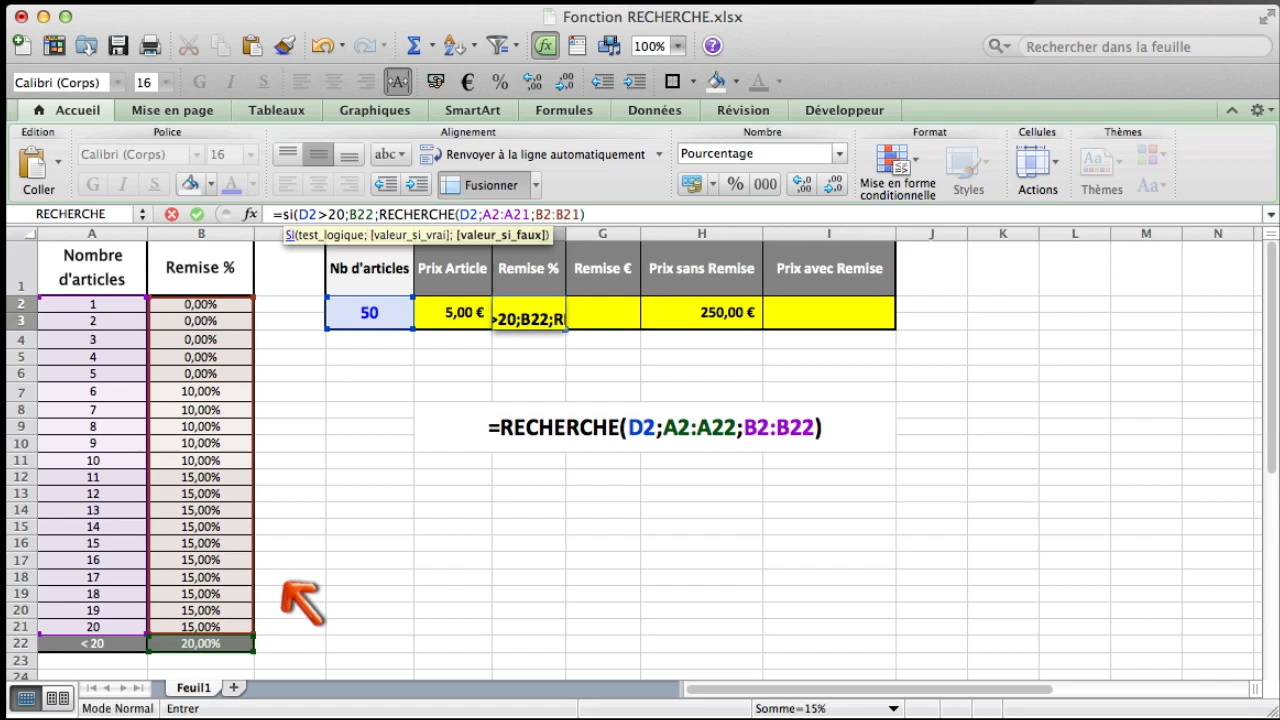 Fonction RECHERCHE.xlsx
100%
Rechercher dans la feuille
Calibri (Corps) 16 G I S A € %
Accueil Mise en page Tableaux Graphiques SmartArt Formules Données Révision Développeur
Edition Police Alignement Nombre Format Cellules Thèmes
Calibri (Corps) 16 abc Renvoyer à la ligne automatiquement Pourcentage
Coller G I S A Fusionner % 000 Mise en forme conditionnelle Styles Actions Thèmes Aa
RECHERCHE fx =si(D2>20;B22;RECHERCHE(D2;A2:A21;B2:B21)
SI(test_logique; [valeur_si_vrai]; [valeur_si_faux])
A B G H I J K L M N
1 Nombre d'articles Remise % Nb d'articles Prix Article Remise % Remise € Prix sans Remise Prix avec Remise
2 1 0,00% 50 5,00 € >20;B22;R 250,00 €
3 2 0,00%
4 3 0,00%
5 4 0,00%
6 5 0,00%
7 6 10,00%
8 7 10,00%
9 8 10,00% =RECHERCHE(D2;A2:A22;B2:B22)
10 9 10,00%
11 10 10,00%
12 11 15,00%
13 12 15,00%
14 13 15,00%
15 14 15,00%
16 15 15,00%
17 16 15,00%
18 17 15,00%
19 18 15,00%
20 19 15,00%
21 20 15,00%
22 < 20 20,00%
23
24
Feuil1
Mode Normal Entrer Somme=15%